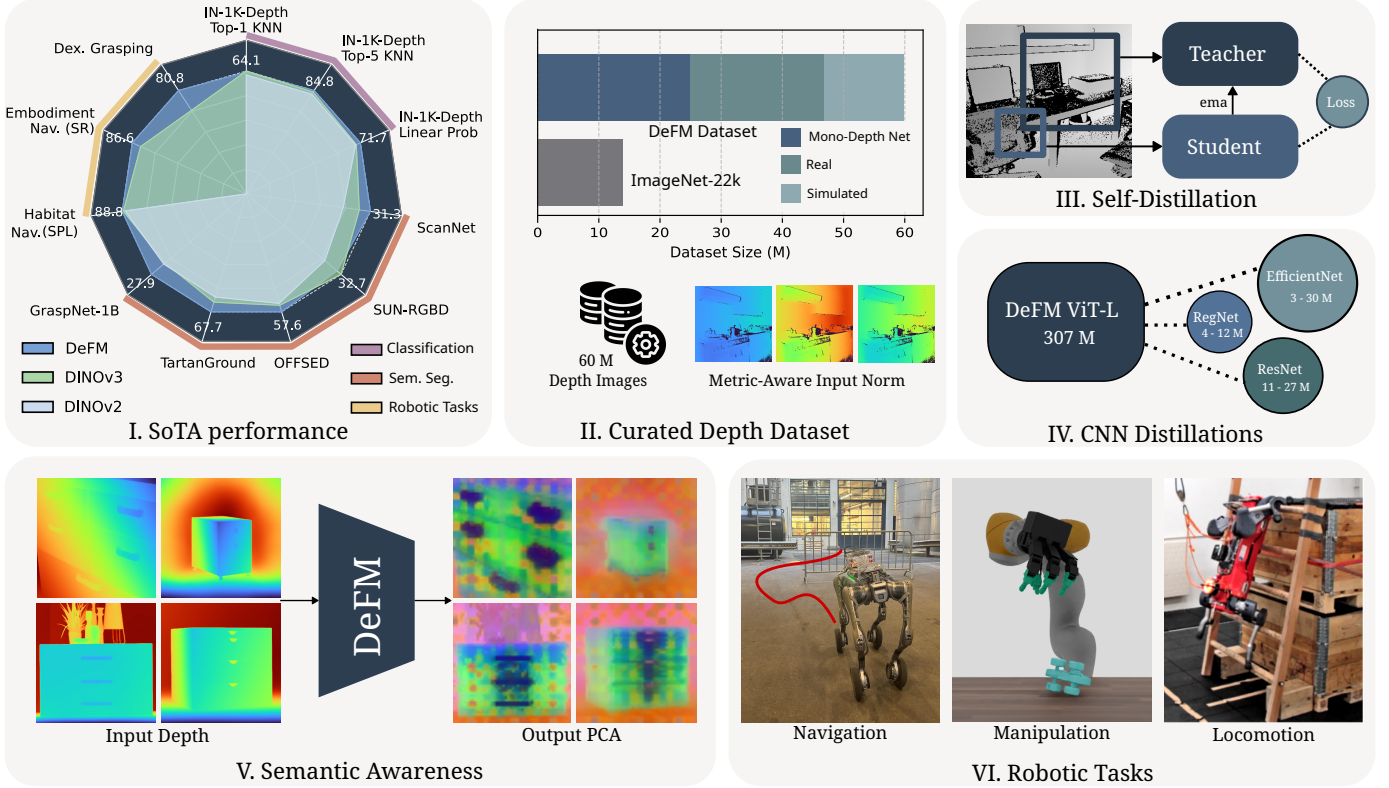 IN-1K-Depth
Top-1 KNN
Dex. Grasping
IN-1K-Depth
Top-5 KNN
64.1
80.8
84.8
Embodiment
Nav. (SR)
IN-1K-Depth
Linear Prob
86.6
71.7
Habitat
Nav.(SPL)
88.8
31.3
ScanNet
27.9
32.7
GraspNet-1B
SUN-RGBD
67.7
57.6
TartanGround
OFFSED
DeFM
DINOv3
DINOv2
Classification
Sem. Seg.
Robotic Tasks
I. SoTA performance
DeFM Dataset
ImageNet-22k
Mono-Depth Net
Real
Simulated
0 10 20 30 40 50 60
Dataset Size (M)
60 M
Depth Images
Metric-Aware Input Norm
II. Curated Depth Dataset
Teacher
ema
Loss
Student
III. Self-Distillation
DeFM ViT-L
307 M
EfficientNet
3 - 30 M
RegNet
4 - 12 M
ResNet
11 - 27 M
IV. CNN Distillations
DeFM
Input Depth
Output PCA
V. Semantic Awareness
Navigation
Manipulation
Locomotion
VI. Robotic Tasks